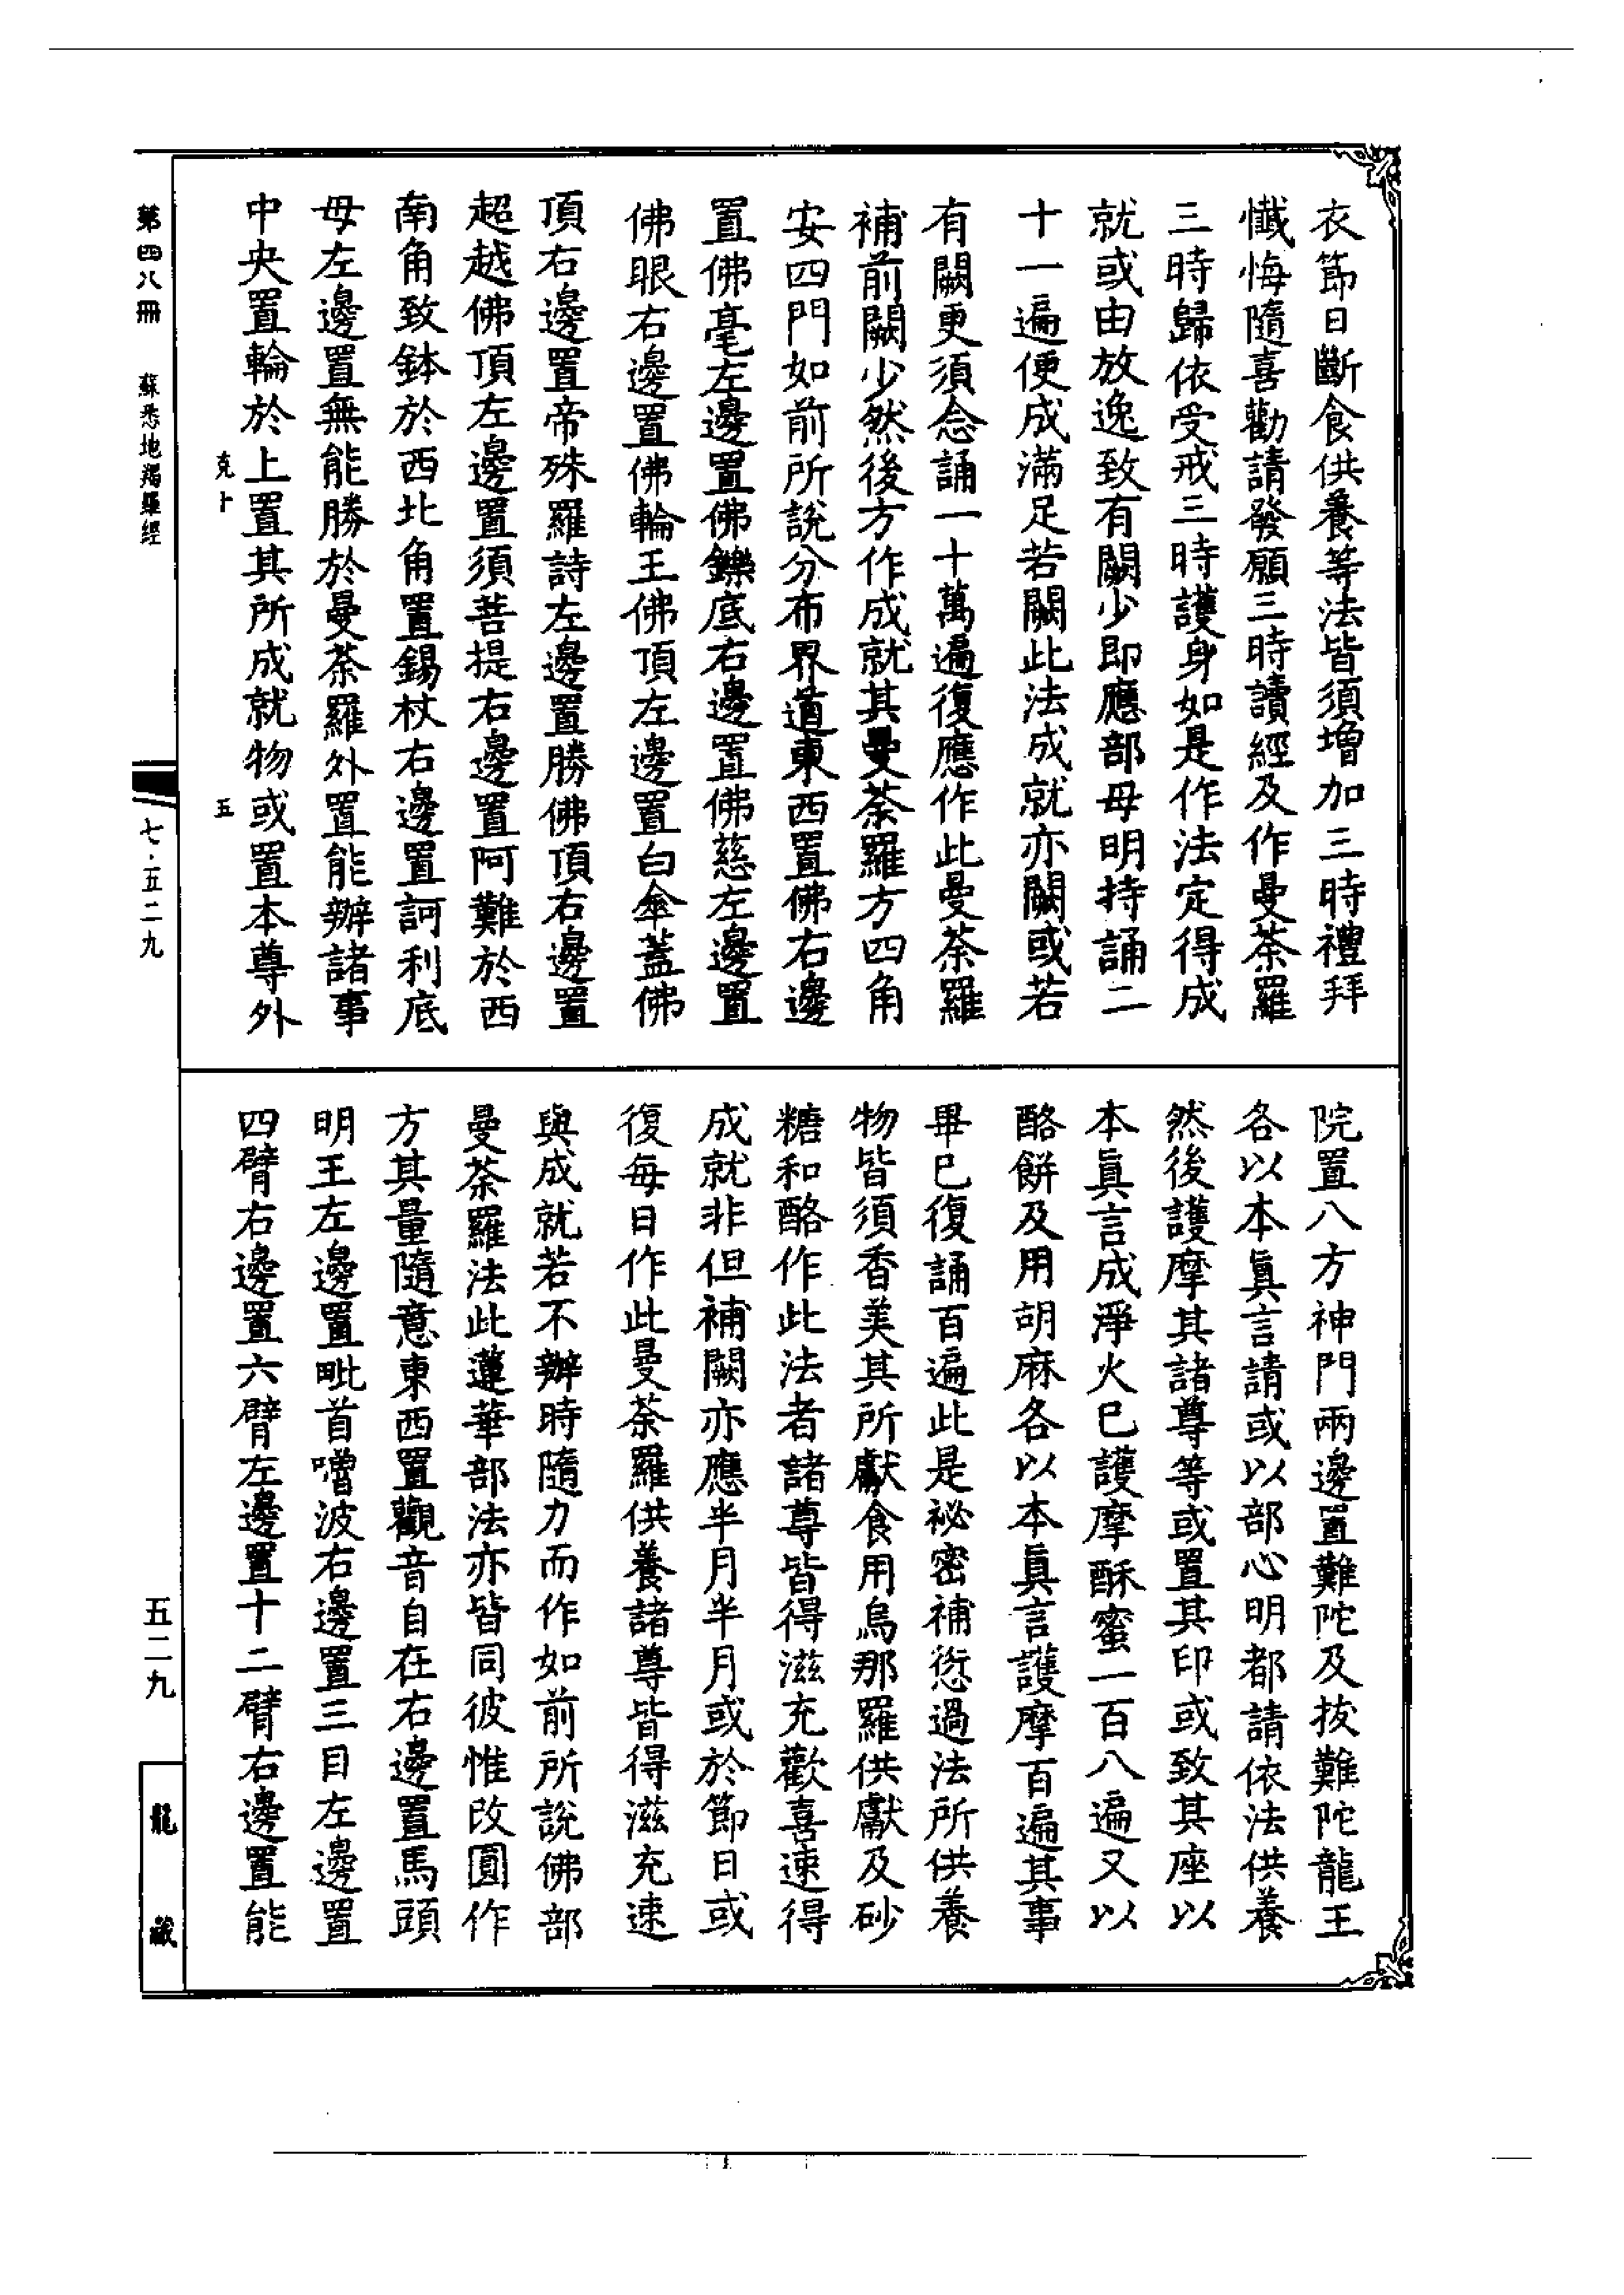 衣節日斷食供養等法皆須增加三時禮拜
懺悔隨喜勸請發願三時讀經及作曼荼羅
三時歸依受戒三時護身如是作法定得成
就或由放逸致有闕少即應部母明持誦二
十一遍便成滿足若闕此法成就亦闕或若
有闕更須念誦一十萬遍復應作此曼荼羅
補前闕少然後方作成就其曼荼羅方四角
安四門如前所說分布界道東西置佛右邊
置佛毫左邊置佛鑠底右邊置佛慈左邊置
佛眼右邊置佛輪王佛頂左邊置白傘蓋佛
頂右邊置帝殊羅詩左邊置勝佛頂右邊置
超越佛頂左邊置須菩提右邊置阿難於西
南角致鉢於西北角置錫杖右邊置訶利底
母左邊置無能勝於曼荼羅外置能辦諸事
中央置輪於上置其所成就物或置本尊外
克十
五
院置八方神門兩邊置難陀及拔難陀龍王
各以本真言請或以部心明都請依法供養
然後護摩其諸尊等或置其印或致其座以
本真言成淨火已護摩酥蜜一百八遍又以
酪餅及用胡麻各以本真言護摩百遍其事
畢已復誦百遍此是祕密補愆過法所供養
物皆須香美其所獻食用烏那羅供獻及砂
糖和酪作此法者諸尊皆得滋充歡喜速得
成就非但補闕亦應半月半月或於節日或
復每日作此曼荼羅供養諸尊皆得滋充速
與成就若不辦時隨力而作如前所說佛部
曼荼羅法此蓮華部法亦皆同彼惟改圓作
方其量隨意東西置觀音自在右邊置馬頭
明王左邊置毗首嚕波右邊置三目左邊置
四臂右邊置六臂左邊置十二臂右邊置能
第四八冊 蘇悉地羯羅經
七·五二九
五二九
龍藏